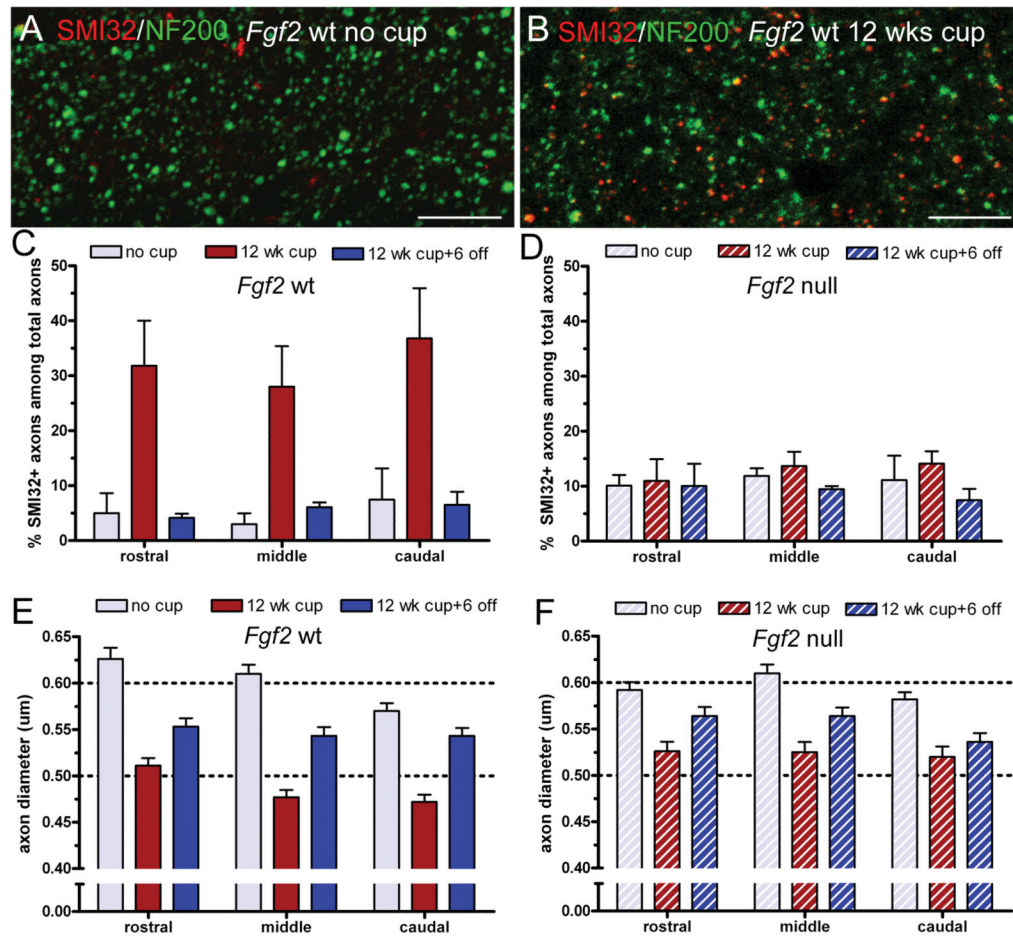 A SMI32/NF200 Fgf2 wt no cup
B SMI32/NF200 Fgf2 wt 12 wks cup
C
no cup 12 wk cup 12 wk cup+6 off
Fgf2 wt
% SMI32+ axons among total axons
50
40
30
20
10
0
rostral middle caudal
D
no cup 12 wk cup 12 wk cup+6 off
Fgf2 null
% SMI32+ axons among total axons
50
40
30
20
10
0
rostral middle caudal
E
no cup 12 wk cup 12 wk cup+6 off
Fgf2 wt
axon diameter (um)
0.65
0.60
0.55
0.50
0.45
0.40
0.00
rostral middle caudal
F
no cup 12 wk cup 12 wk cup+6 off
Fgf2 null
axon diameter (um)
0.65
0.60
0.55
0.50
0.45
0.40
0.00
rostral middle caudal